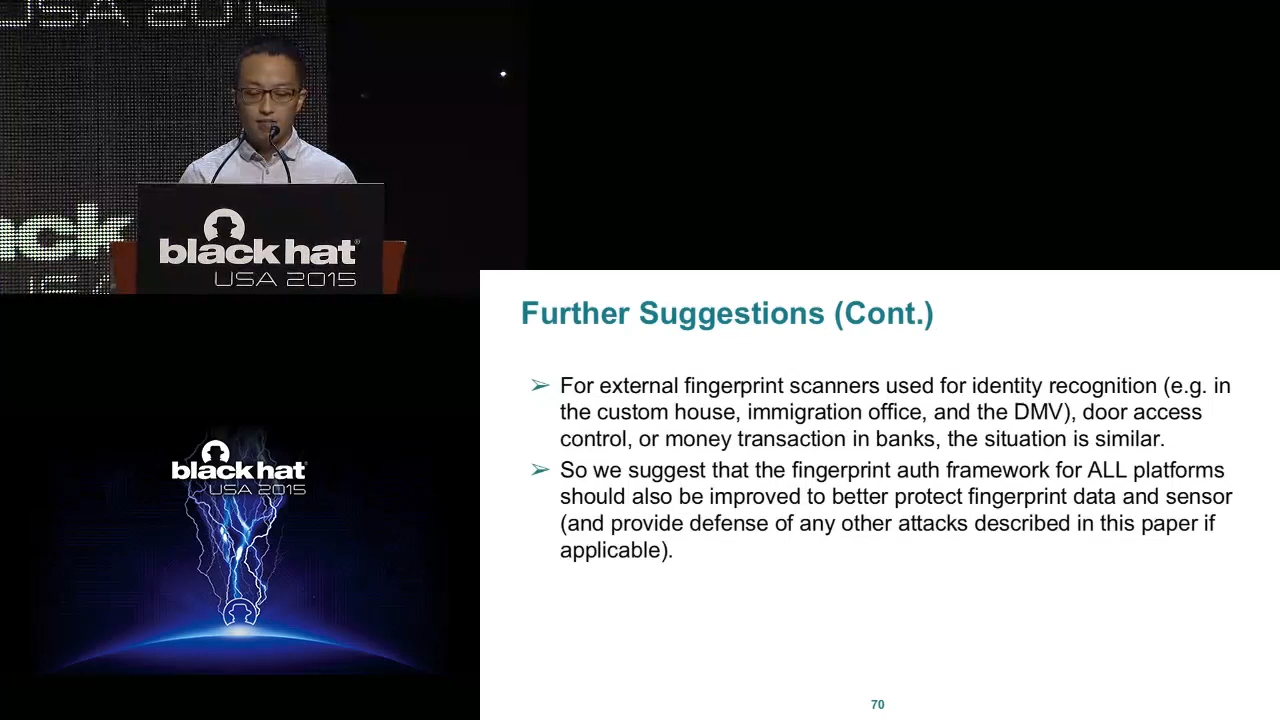 USA 2015
ack
black hat®
USA 2015
black hat
USA 2015
Further Suggestions (Cont.)
➢ For external fingerprint scanners used for identity recognition (e.g. in
the custom house, immigration office, and the DMV), door access
control, or money transaction in banks, the situation is similar.
➢ So we suggest that the fingerprint auth framework for ALL platforms
should also be improved to better protect fingerprint data and sensor
(and provide defense of any other attacks described in this paper if
applicable).
70